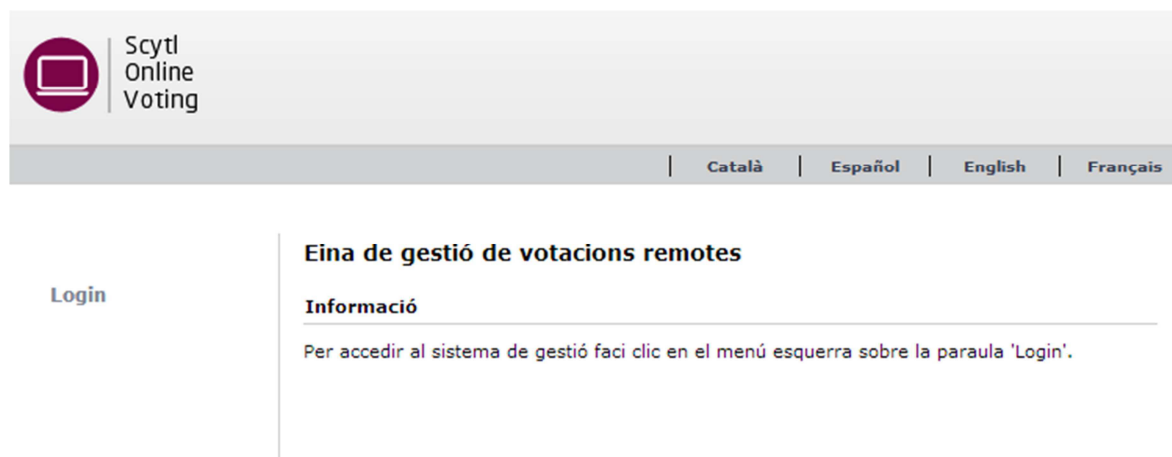 Scytl
Online
Voting
Català
Español
English
Français
Login
Eina de gestió de votacions remotes
Informació
Per accedir al sistema de gestió faci clic en el menú esquerra sobre la paraula 'Login'.